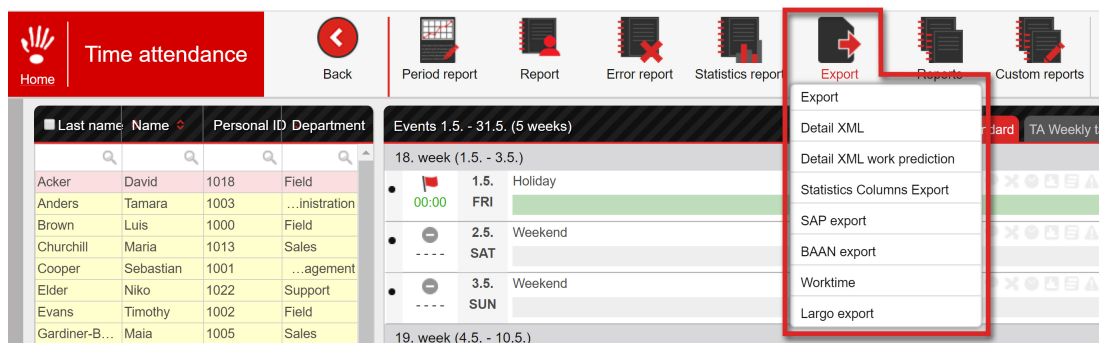 Home
Time attendance
Back
Period report
Report
Error report
Statistics report
Export
Reports
Custom reports
Last name Name Personal ID Department
Acker David 1018 Field
Anders Tamara 1003 …inistration
Brown Luis 1000 Field
Churchill Maria 1013 Sales
Cooper Sebastian 1001 …agement
Elder Niko 1022 Support
Evans Timothy 1002 Field
Gardiner-B… Maia 1005 Sales
Events 1.5. - 31.5. (5 weeks)
TA Weekly
18. week (1.5. - 3.5.)
00:00 1.5. FRI Holiday
---- 2.5. SAT Weekend
---- 3.5. SUN Weekend
19. week (4.5. - 10.5.)
Export
Detail XML
Detail XML work prediction
Statistics Columns Export
SAP export
BAAN export
Worktime
Largo export